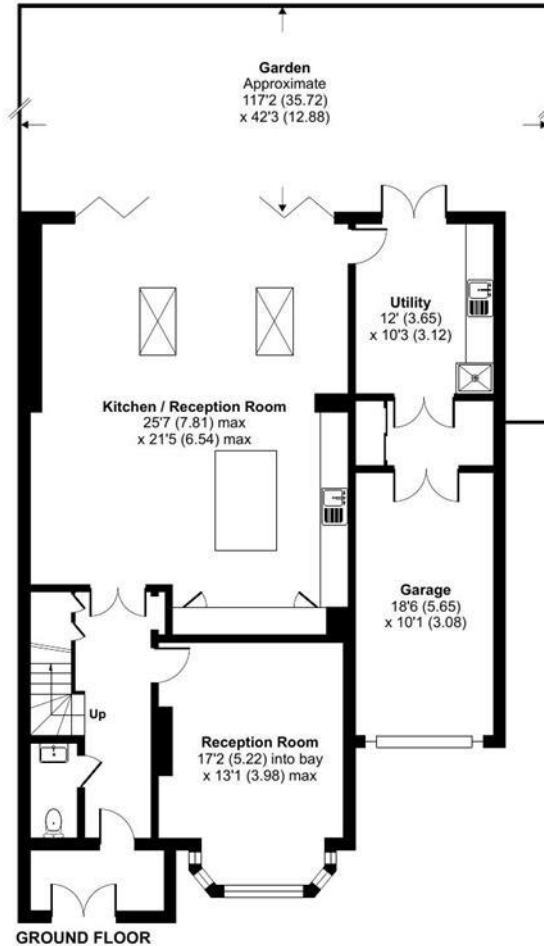 Garden
Approximate
117'2 (35.72)
x 42'3 (12.88)
Utility
12' (3.65)
x 10'3 (3.12)
Kitchen / Reception Room
25'7 (7.81) max
x 21'5 (6.54) max
Garage
18'6 (5.65)
x 10'1 (3.08)
Up
Reception Room
17'2 (5.22) into bay
x 13'1 (3.98) max
GROUND FLOOR